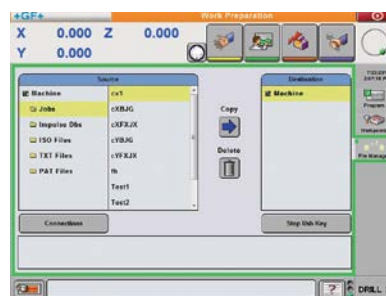 +GF+ Work Preparation
X 0.000 Z 0.000
Y 0.000
Source Destination
Machine cx1 Machine
Jobs cXBJG Copy
Impulse Dbs cXFXJX
ISO Files cYBJG
TXT Files cYFXJX Delete
PAT Files th
Test1
Test2
Connections Stop Usb Key
Program
File Manage
? DRILL